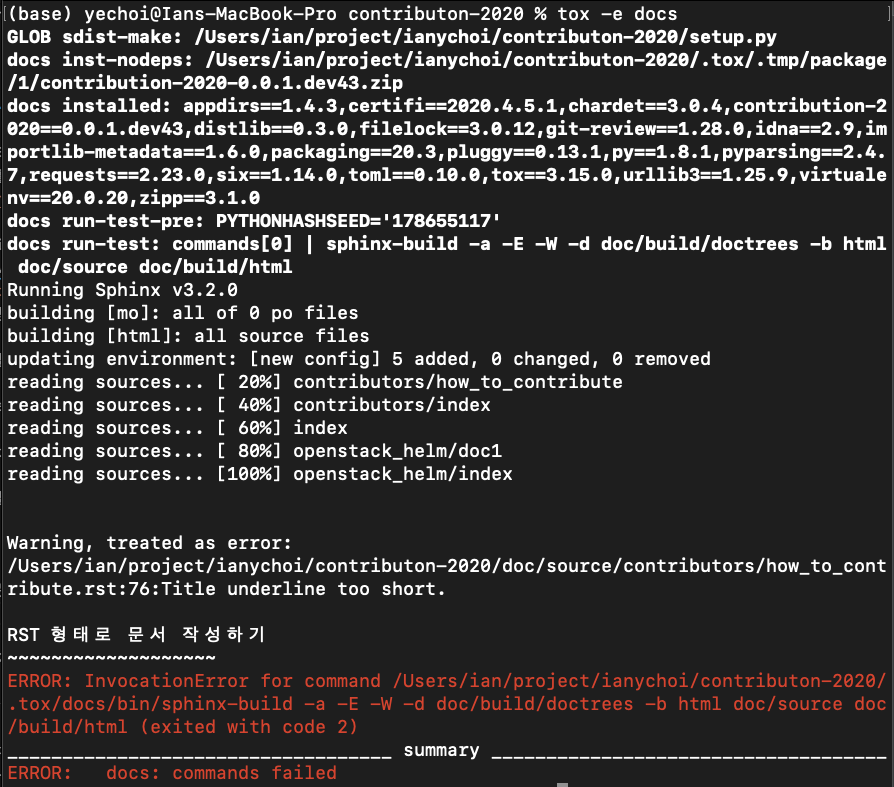 (base) yechoi@Ians-MacBook-Pro contributon-2020 % tox -e docs
GLOB sdist-make: /Users/ian/project/ianychoi/contributon-2020/setup.py
docs inst-nodeps: /Users/ian/project/ianychoi/contributon-2020/.tox/.tmp/package
/1/contribution-2020-0.0.1.dev43.zip
docs installed: appdirs==1.4.3,certifi==2020.4.5.1,chardet==3.0.4,contribution-2
020==0.0.1.dev43,distlib==0.3.0,filelock==3.0.12,git-review==1.28.0,idna==2.9,im
portlib-metadata==1.6.0,packaging==20.3,pluggy==0.13.1,py==1.8.1,pyparsing==2.4.
7,requests==2.23.0,six==1.14.0,toml==0.10.0,tox==3.15.0,urllib3==1.25.9,virtuale
nv==20.0.20,zipp==3.1.0
docs run-test-pre: PYTHONHASHSEED='178655117'
docs run-test: commands[0] | sphinx-build -a -E -W -d doc/build/doctrees -b html
 doc/source doc/build/html
Running Sphinx v3.2.0
building [mo]: all of 0 po files
building [html]: all source files
updating environment: [new config] 5 added, 0 changed, 0 removed
reading sources... [ 20%] contributors/how_to_contribute
reading sources... [ 40%] contributors/index
reading sources... [ 60%] index
reading sources... [ 80%] openstack_helm/doc1
reading sources... [100%] openstack_helm/index
Warning, treated as error:
/Users/ian/project/ianychoi/contributon-2020/doc/source/contributors/how_to_cont
ribute.rst:76:Title underline too short.
RST 형태로 문서 작성하기
~~~~~~~~~~~~~~~~~~~
ERROR: InvocationError for command /Users/ian/project/ianychoi/contributon-2020/
.tox/docs/bin/sphinx-build -a -E -W -d doc/build/doctrees -b html doc/source doc
/build/html (exited with code 2)
___________________________________ summary ____________________________________
ERROR:   docs: commands failed